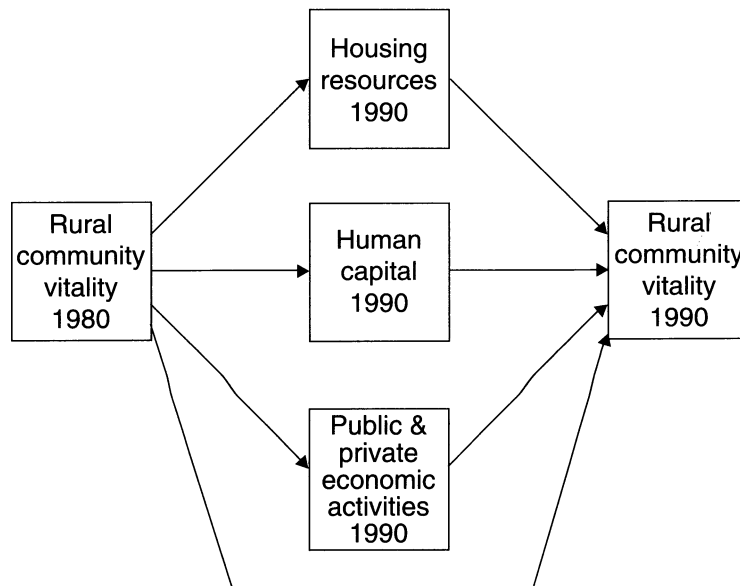 Housing
resources
1990
Rural
community
vitality
1980
Human
capital
1990
Rural
community
vitality
1990
Public &
private
economic
activities
1990